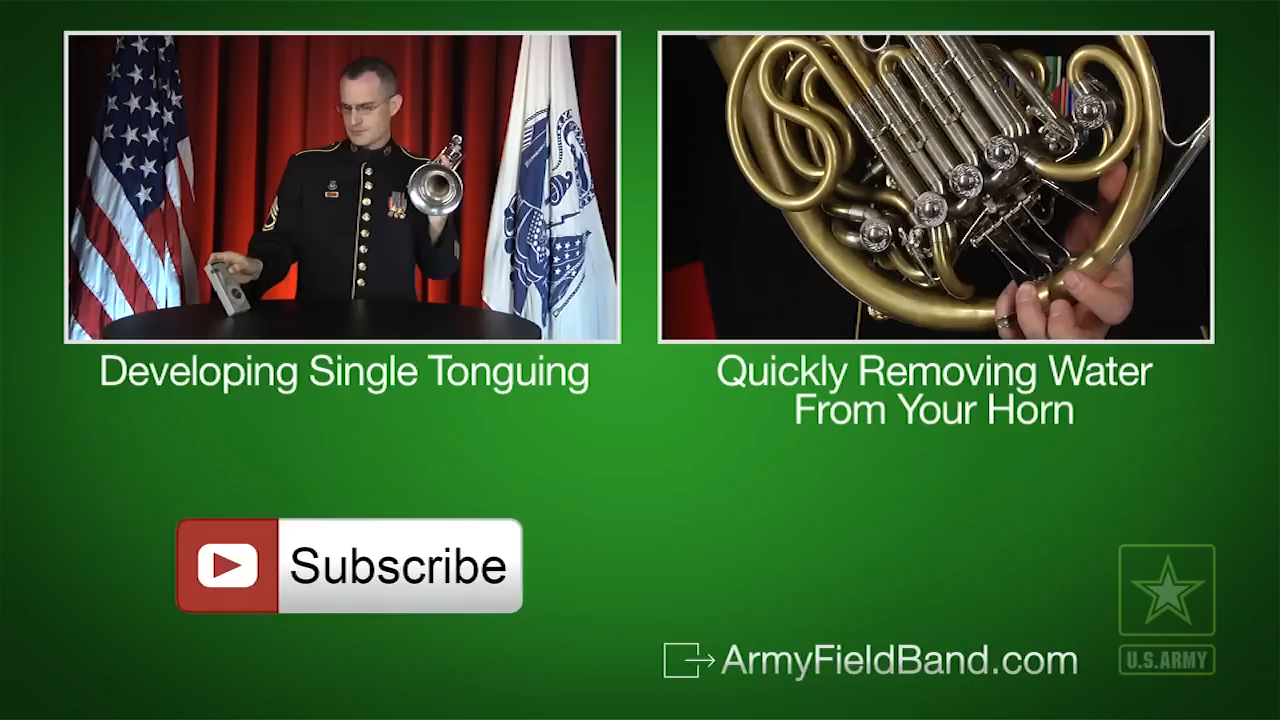 Developing Single Tonguing
Quickly Removing Water
From Your Horn
Subscribe
ArmyFieldBand.com
U.S.ARMY